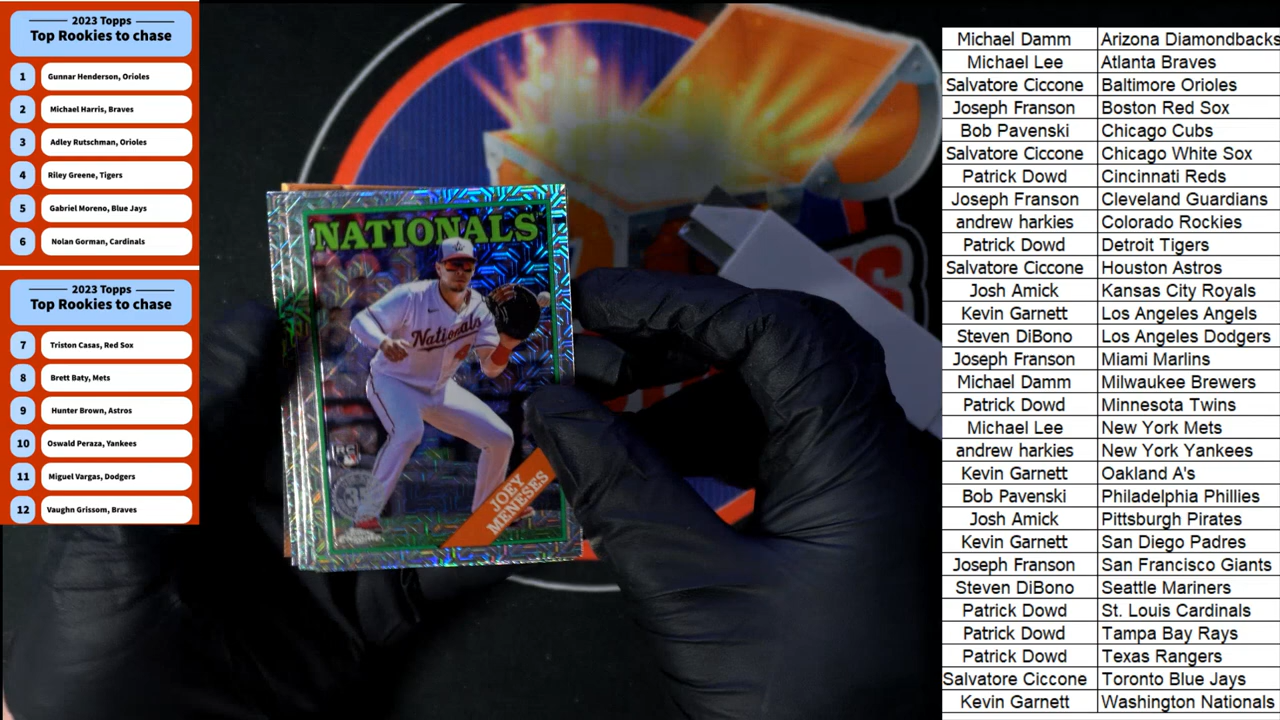 2023 Topps
Top Rookies to chase
1 Gunnar Henderson, Orioles
2 Michael Harris, Braves
3 Adley Rutschman, Orioles
4 Riley Greene, Tigers
5 Gabriel Moreno, Blue Jays
6 Nolan Gorman, Cardinals
2023 Topps
Top Rookies to chase
7 Triston Casas, Red Sox
8 Brett Baty, Mets
9 Hunter Brown, Astros
10 Oswald Peraza, Yankees
11 Miguel Vargas, Dodgers
12 Vaughn Grissom, Braves
NATIONALS
Nationals
JOEY
MENESES
Michael Damm Arizona Diamondbacks
Michael Lee Atlanta Braves
Salvatore Ciccone Baltimore Orioles
Joseph Franson Boston Red Sox
Bob Pavenski Chicago Cubs
Salvatore Ciccone Chicago White Sox
Patrick Dowd Cincinnati Reds
Joseph Franson Cleveland Guardians
andrew harkies Colorado Rockies
Patrick Dowd Detroit Tigers
Salvatore Ciccone Houston Astros
Josh Amick Kansas City Royals
Kevin Garnett Los Angeles Angels
Steven DiBono Los Angeles Dodgers
Joseph Franson Miami Marlins
Michael Damm Milwaukee Brewers
Patrick Dowd Minnesota Twins
Michael Lee New York Mets
andrew harkies New York Yankees
Kevin Garnett Oakland A's
Bob Pavenski Philadelphia Phillies
Josh Amick Pittsburgh Pirates
Kevin Garnett San Diego Padres
Joseph Franson San Francisco Giants
Steven DiBono Seattle Mariners
Patrick Dowd St. Louis Cardinals
Patrick Dowd Tampa Bay Rays
Patrick Dowd Texas Rangers
Salvatore Ciccone Toronto Blue Jays
Kevin Garnett Washington Nationals